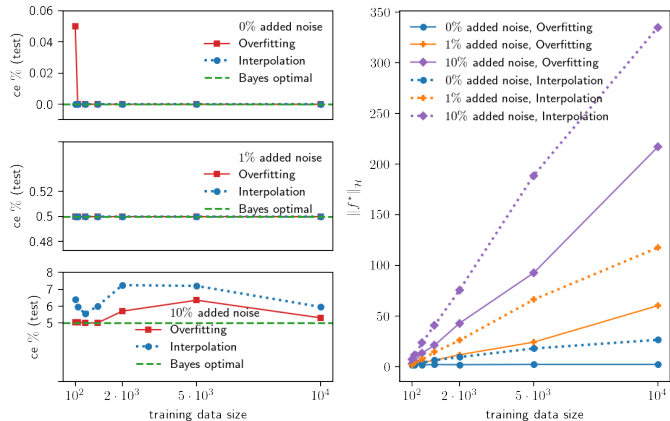 0.06
0.04
0.02
0.0
ce % (test)
0% added noise
Overfitting
Interpolation
Bayes optimal
0.52
0.5
0.48
ce % (test)
1% added noise
Overfitting
Interpolation
Bayes optimal
8
7
6
5
ce % (test)
10% added noise
Overfitting
Interpolation
Bayes optimal
10² 2 · 10³ 5 · 10³ 10⁴
training data size
350
300
250
200
150
100
50
0
‖f*‖_ℋ
0% added noise, Overfitting
1% added noise, Overfitting
10% added noise, Overfitting
0% added noise, Interpolation
1% added noise, Interpolation
10% added noise, Interpolation
10² 2 · 10³ 5 · 10³ 10⁴
training data size